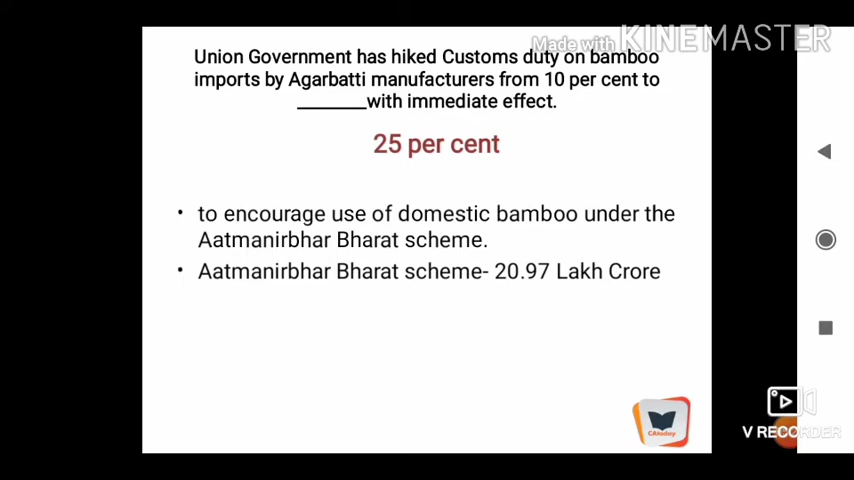 Made with KINEMASTER
Union Government has hiked Customs duty on bamboo
imports by Agarbatti manufacturers from 10 per cent to
_______with immediate effect.
25 per cent
• to encourage use of domestic bamboo under the
Aatmanirbhar Bharat scheme.
• Aatmanirbhar Bharat scheme- 20.97 Lakh Crore
CAtoday
V RECORDER